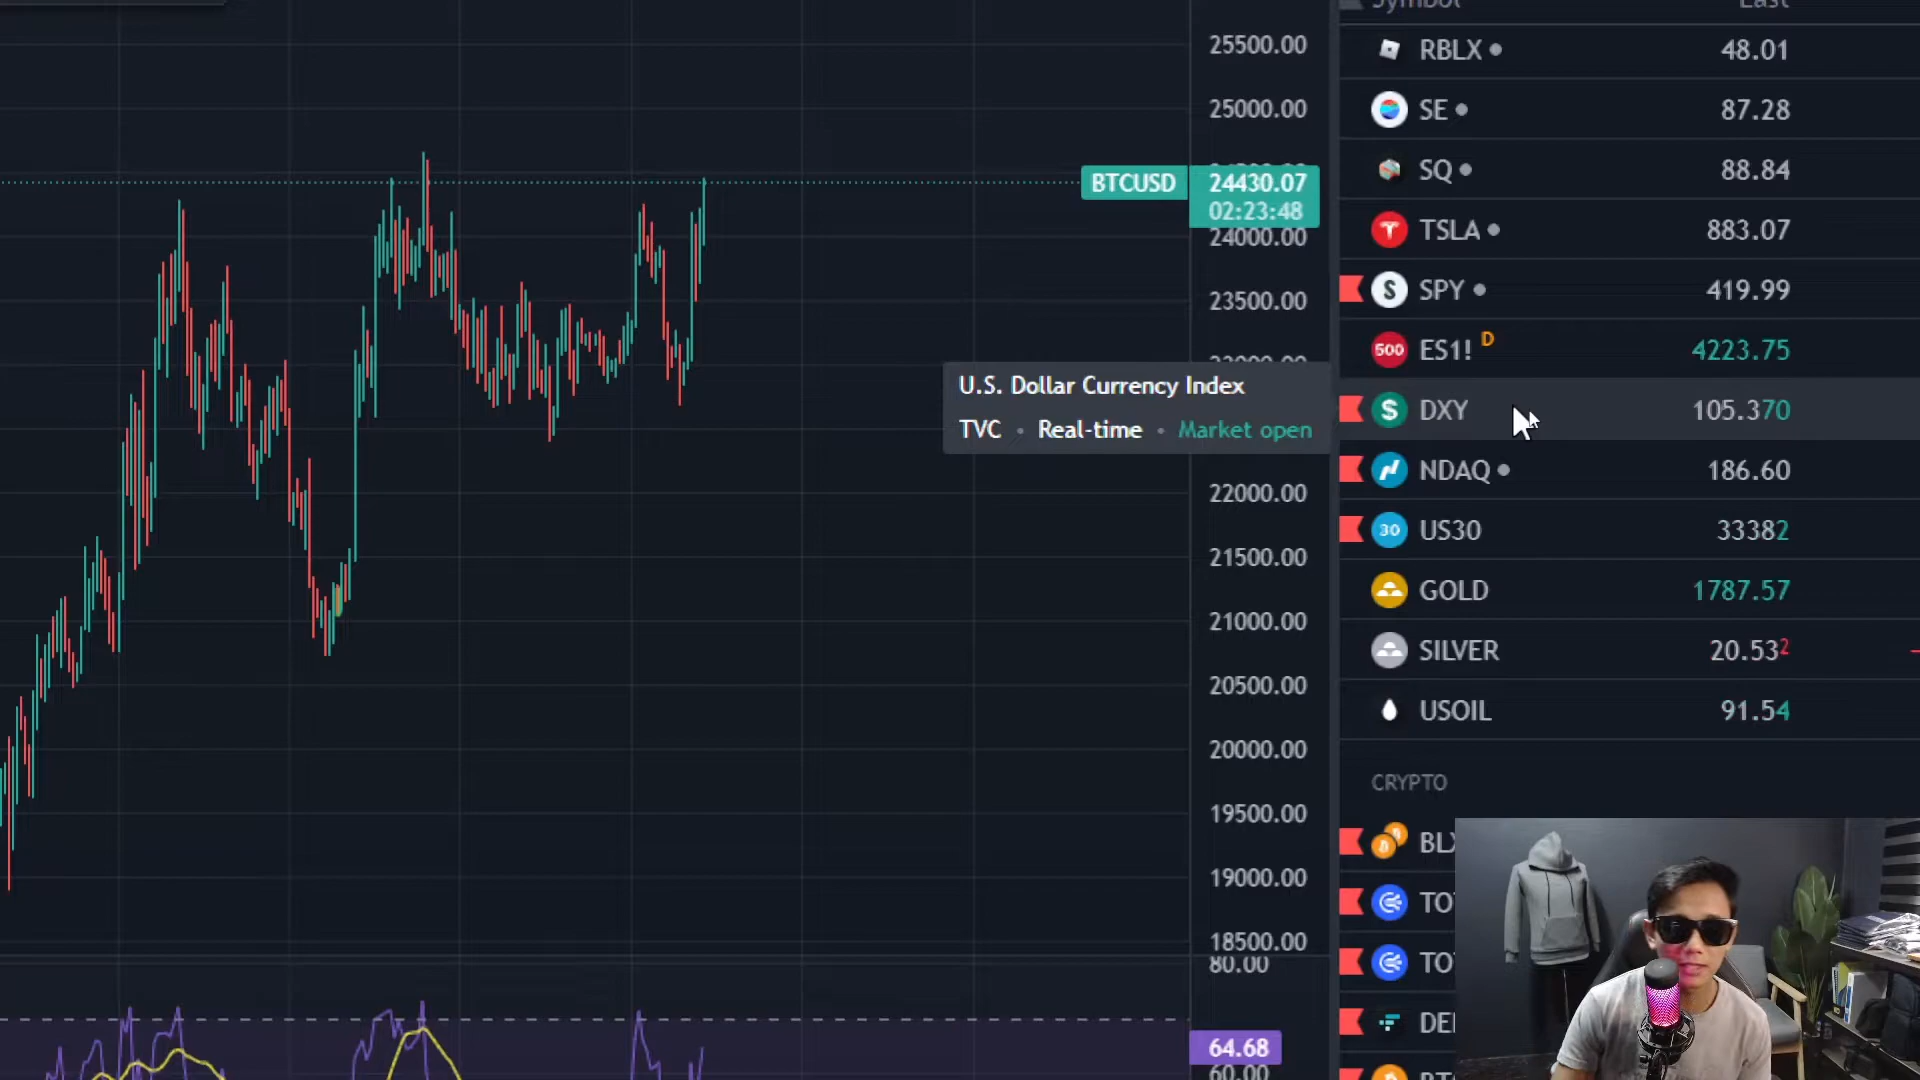 Symbol Last
RBLX 48.01
SE 87.28
SQ 88.84
TSLA 883.07
SPY 419.99
500 ES1! D 4223.75
DXY 105.370
NDAQ 186.60
30 US30 33382
GOLD 1787.57
SILVER 20.532
USOIL 91.54
CRYPTO
25500.00
25000.00
BTCUSD 24430.07
02:23:48
24000.00
23500.00
U.S. Dollar Currency Index
TVC • Real-time • Market open
22000.00
21500.00
21000.00
20500.00
20000.00
19500.00
19000.00
18500.00
80.00
64.68
60.00